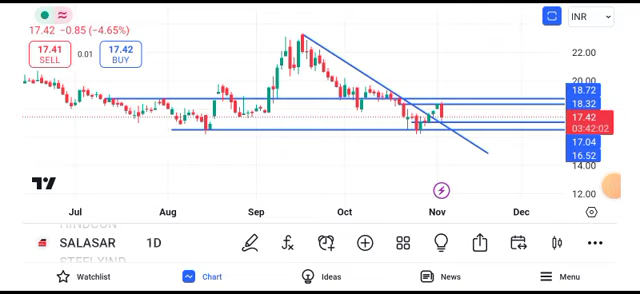 17.42 −0.85 (−4.65%)
INR
17.41
SELL
0.01
17.42
BUY
22.00
20.00
18.72
18.32
17.42
03:42:02
17.04
16.52
14.00
12.00
Jul
Aug
Sep
Oct
Nov
Dec
SALASAR
1D
Watchlist
Chart
Ideas
News
Menu